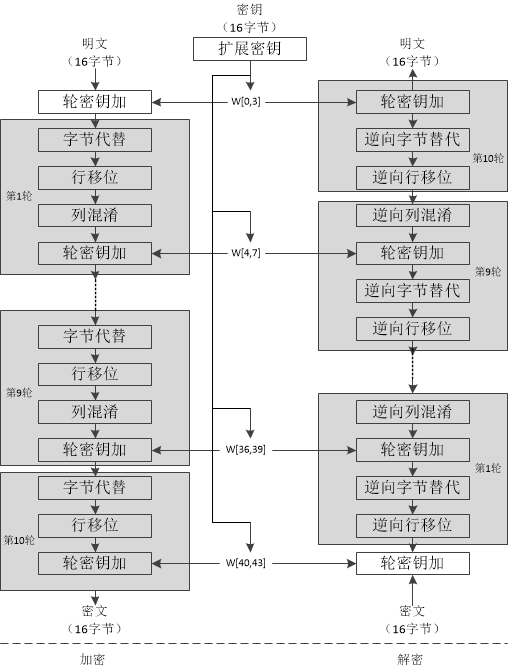 密钥
（16字节）
扩展密钥
明文
（16字节）
轮密钥加
字节代替
行移位
列混淆
轮密钥加
第1轮
字节代替
行移位
列混淆
轮密钥加
第9轮
字节代替
行移位
轮密钥加
第10轮
密文
（16字节）
加密
W[0,3]
W[4,7]
W[36,39]
W[40,43]
明文
（16字节）
轮密钥加
逆向字节替代
逆向行移位
第10轮
逆向列混淆
轮密钥加
逆向字节替代
逆向行移位
第9轮
逆向列混淆
轮密钥加
逆向字节替代
逆向行移位
第1轮
轮密钥加
密文
（16字节）
解密